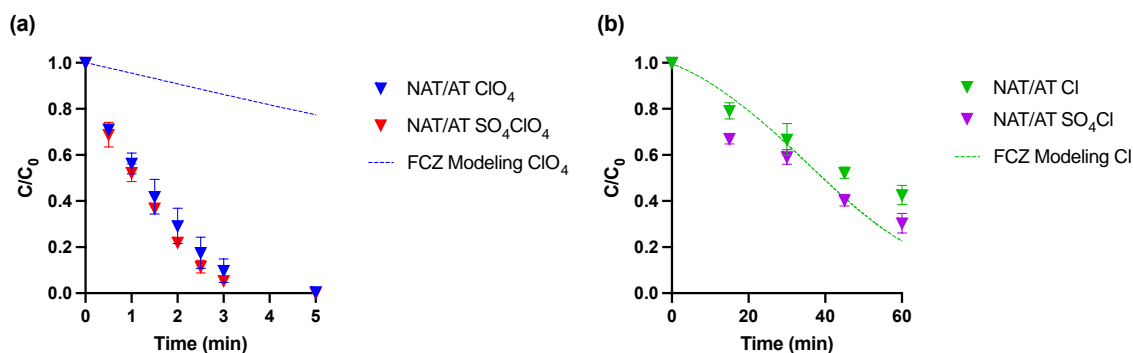 (a)
1.0
0.8
0.6
0.4
0.2
0.0
C/C₀
0
1
2
3
4
5
Time (min)
NAT/AT ClO₄
NAT/AT SO₄ClO₄
FCZ Modeling ClO₄
(b)
1.0
0.8
0.6
0.4
0.2
0.0
C/C₀
0
20
40
60
Time (min)
NAT/AT Cl
NAT/AT SO₄Cl
FCZ Modeling Cl